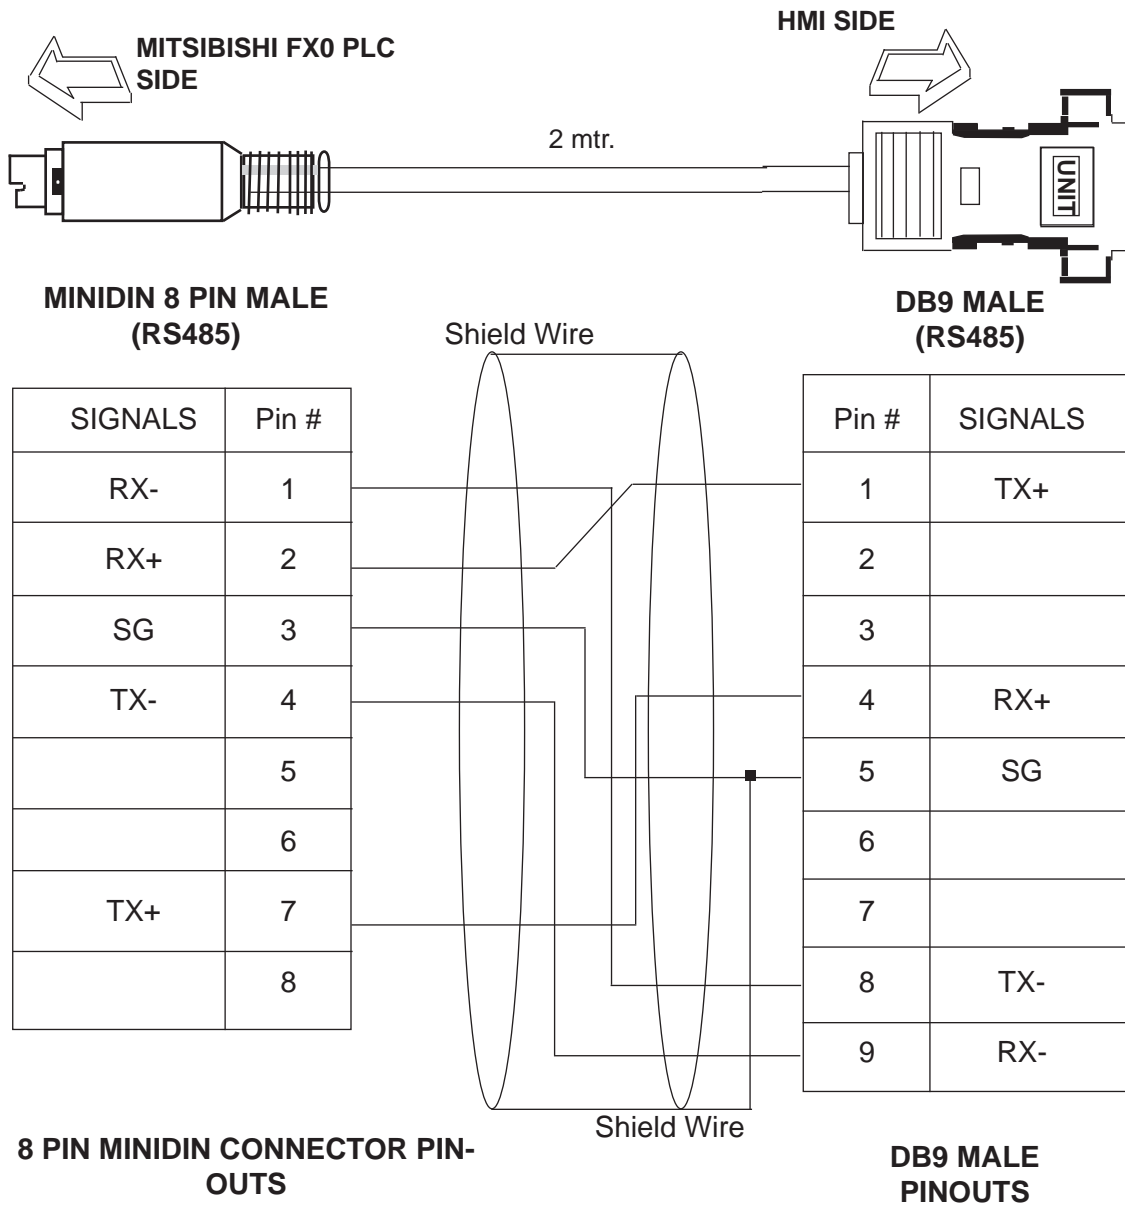 HMI SIDE
MITSIBISHI FX0 PLC
SIDE
2 mtr.
UNIT
MINIDIN 8 PIN MALE
(RS485)
DB9 MALE
(RS485)
Shield Wire
SIGNALS Pin #
RX- 1
RX+ 2
SG 3
TX- 4
5
6
TX+ 7
8
Pin # SIGNALS
1 TX+
2
3
4 RX+
5 SG
6
7
8 TX-
9 RX-
Shield Wire
8 PIN MINIDIN CONNECTOR PIN-
OUTS
DB9 MALE
PINOUTS